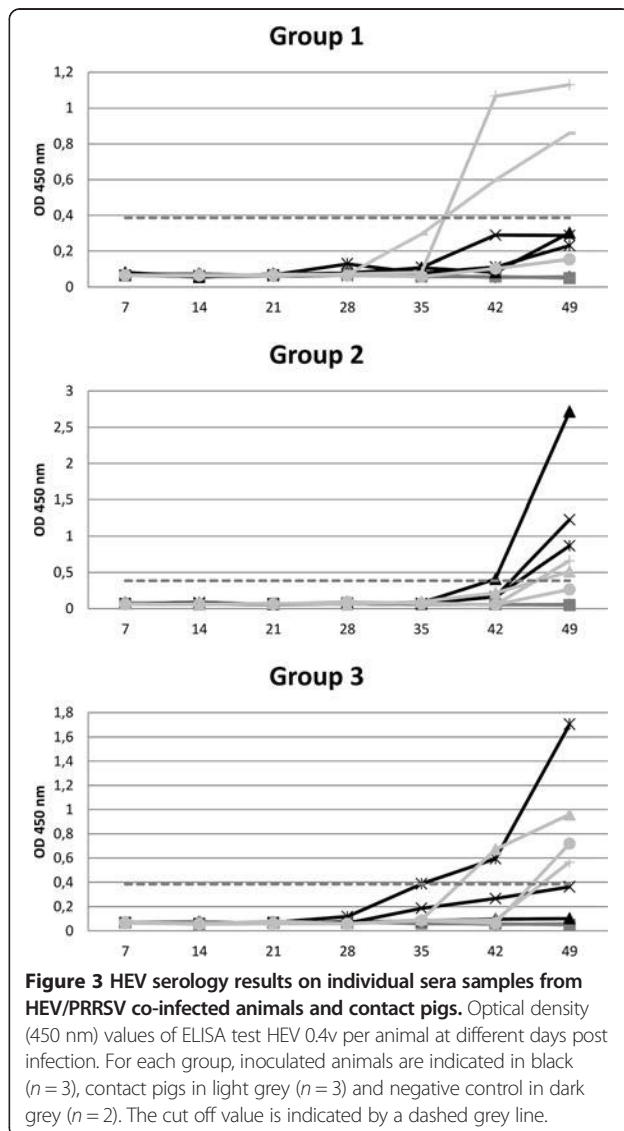 Group 1
1,2
1
0,8
0,6
0,4
0,2
0
OD 450 nm
7 14 21 28 35 42 49
Group 2
3
2,5
2
1,5
1
0,5
0
OD 450 nm
7 14 21 28 35 42 49
Group 3
1,8
1,6
1,4
1,2
1
0,8
0,6
0,4
0,2
0
OD 450 nm
7 14 21 28 35 42 49
Figure 3 HEV serology results on individual sera samples from
HEV/PRRSV co-infected animals and contact pigs. Optical density
(450 nm) values of ELISA test HEV 0.4v per animal at different days post
infection. For each group, inoculated animals are indicated in black
(n = 3), contact pigs in light grey (n = 3) and negative control in dark
grey (n = 2). The cut off value is indicated by a dashed grey line.